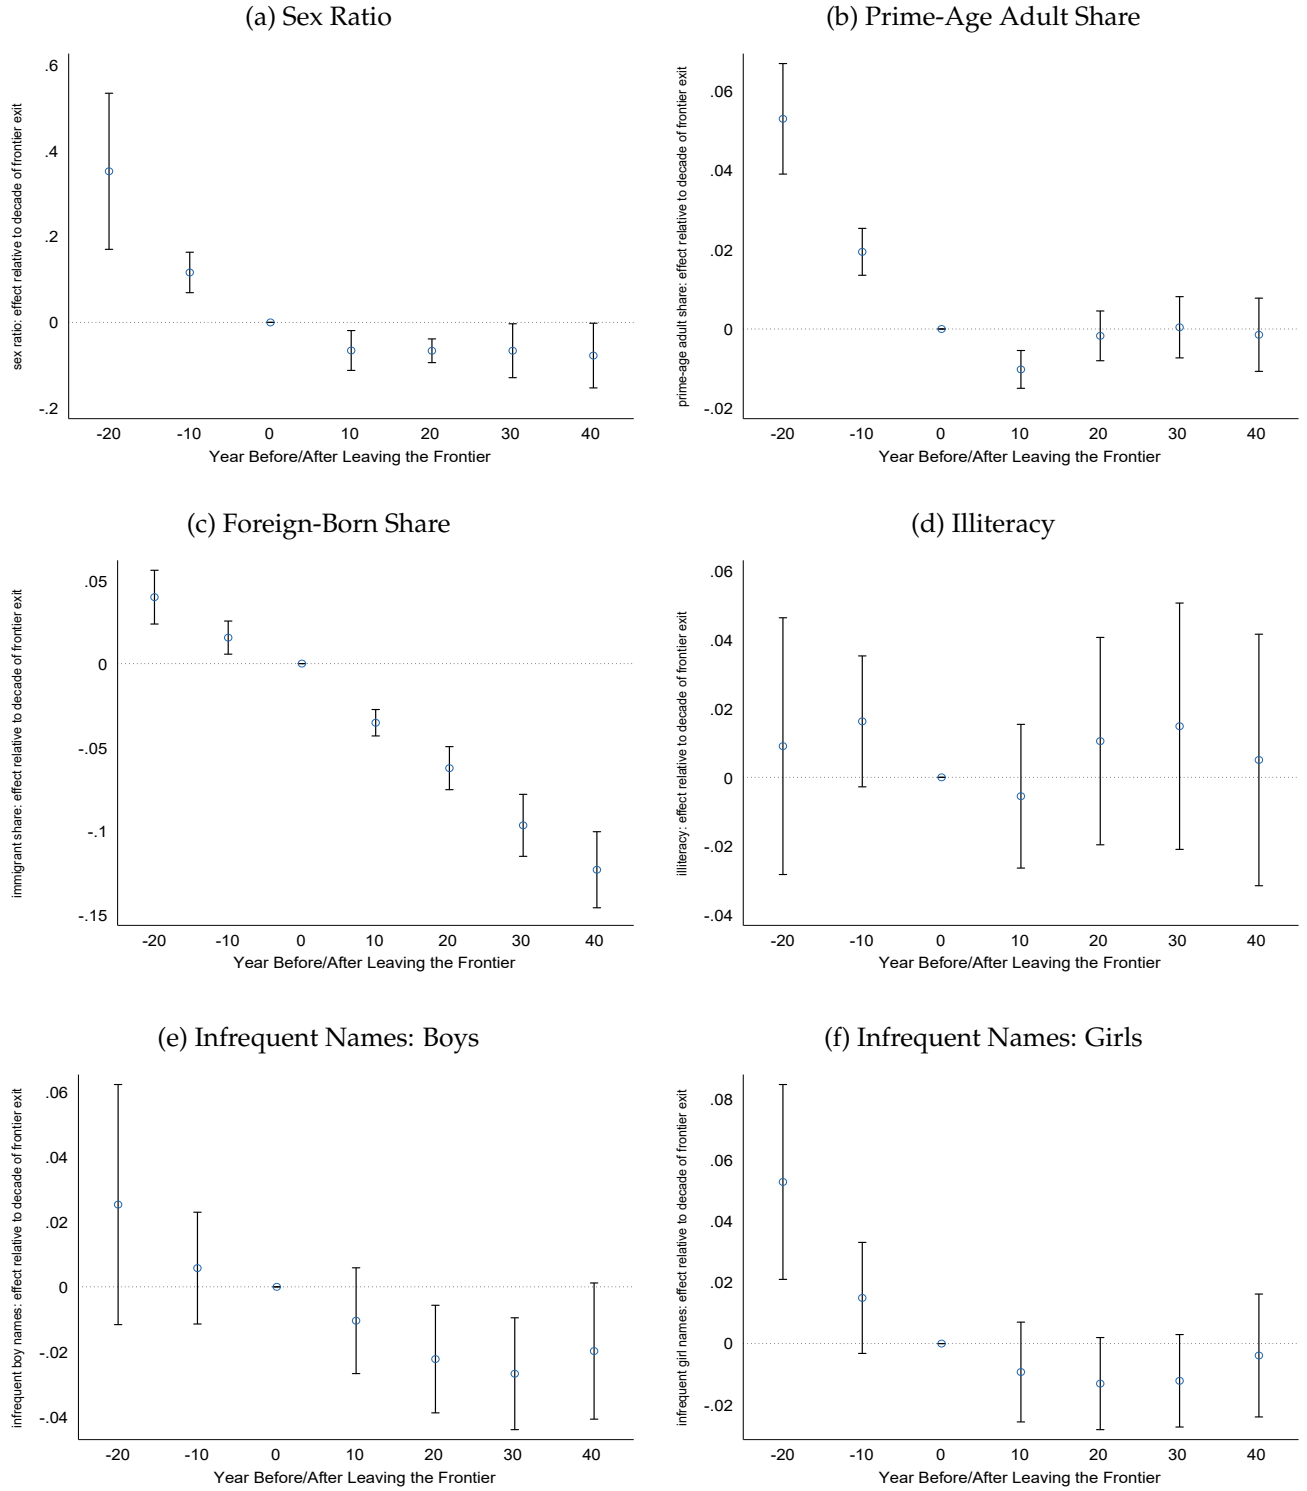 (a) Sex Ratio
sex ratio: effect relative to decade of frontier exit
.6
.4
.2
0
-.2
-20 -10 0 10 20 30 40
Year Before/After Leaving the Frontier
(b) Prime-Age Adult Share
prime-age adult share: effect relative to decade of frontier exit
.06
.04
.02
0
-.02
-20 -10 0 10 20 30 40
Year Before/After Leaving the Frontier
(c) Foreign-Born Share
immigrant share: effect relative to decade of frontier exit
.05
0
-.05
-.1
-.15
-20 -10 0 10 20 30 40
Year Before/After Leaving the Frontier
(d) Illiteracy
illiteracy: effect relative to decade of frontier exit
.06
.04
.02
0
-.02
-.04
-20 -10 0 10 20 30 40
Year Before/After Leaving the Frontier
(e) Infrequent Names: Boys
infrequent boy names: effect relative to decade of frontier exit
.06
.04
.02
0
-.02
-.04
-20 -10 0 10 20 30 40
Year Before/After Leaving the Frontier
(f) Infrequent Names: Girls
infrequent girl names: effect relative to decade of frontier exit
.08
.06
.04
.02
0
-.02
-20 -10 0 10 20 30 40
Year Before/After Leaving the Frontier